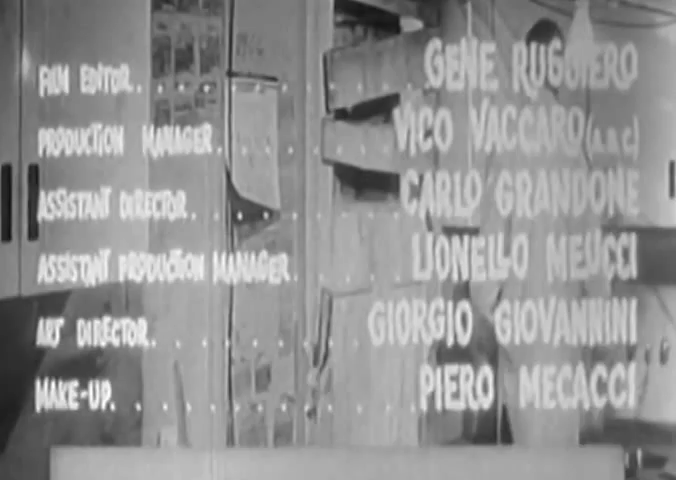 FILM EDITOR. . . . . . . . . . . GENE RUGGIERO
PRODUCTION MANAGER. . . . . . . VICO VACCARO (A.D.C.)
ASSISTANT DIRECTOR. . . . . . . . CARLO GRANDONE
ASSISTANT PRODUCTION MANAGER. . . . . LIONELLO MEUCCI
ART DIRECTOR. . . . . . . . . GIORGIO GIOVANNINI
MAKE-UP. . . . . . . . . . . . . PIERO MECACCI